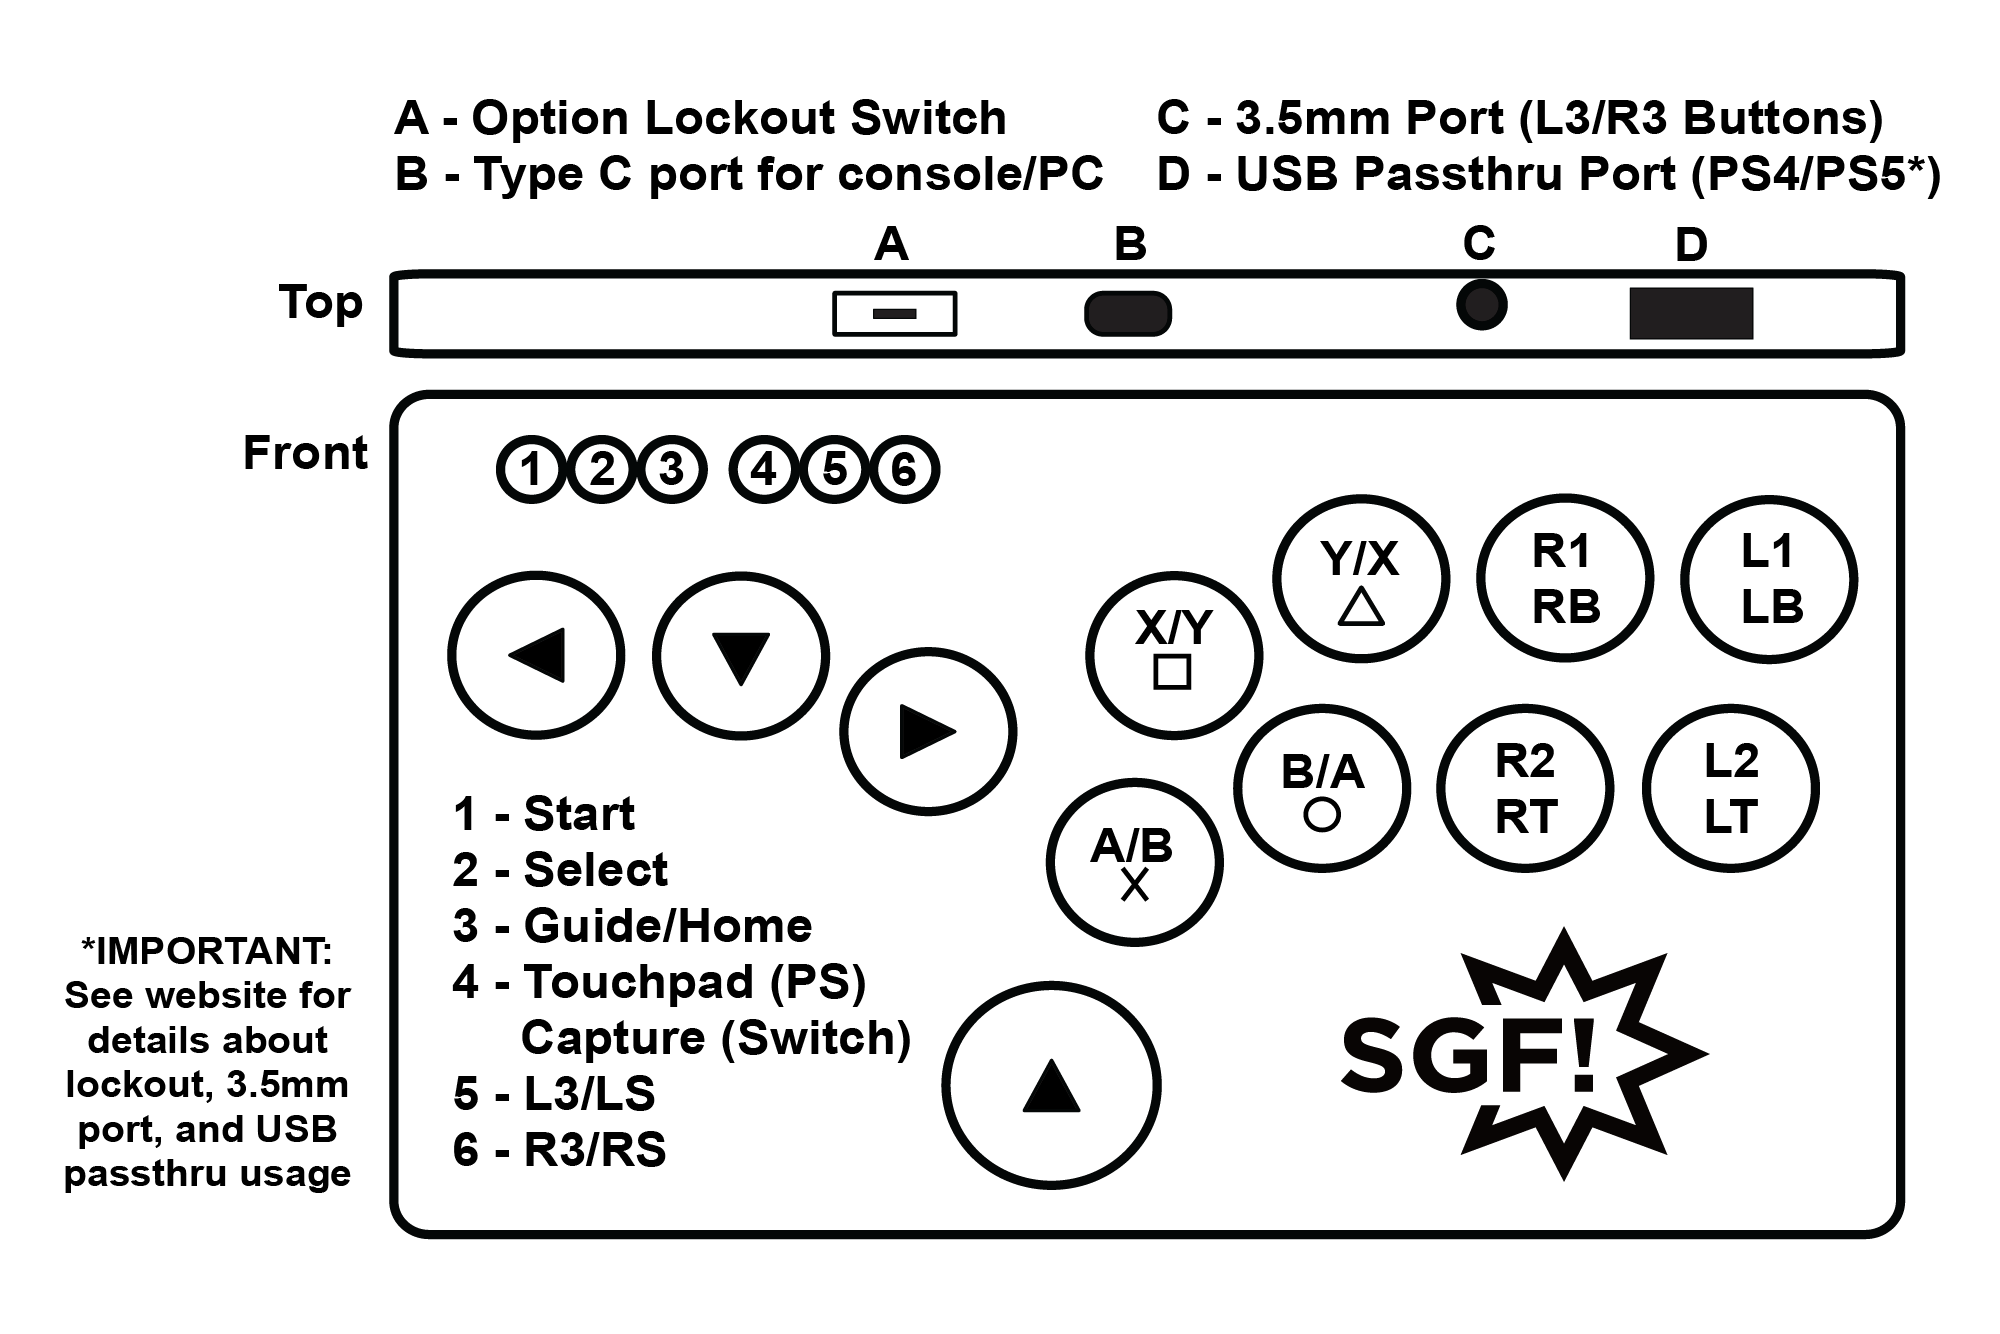 A - Option Lockout Switch
B - Type C port for console/PC
C - 3.5mm Port (L3/R3 Buttons)
D - USB Passthru Port (PS4/PS5*)
A
B
C
D
Top
Front
1
2
3
4
5
6
X/Y
Y/X
R1
RB
L1
LB
A/B
B/A
R2
RT
L2
LT
1 - Start
2 - Select
3 - Guide/Home
4 - Touchpad (PS)
Capture (Switch)
5 - L3/LS
6 - R3/RS
*IMPORTANT:
See website for
details about
lockout, 3.5mm
port, and USB
passthru usage
SGF!